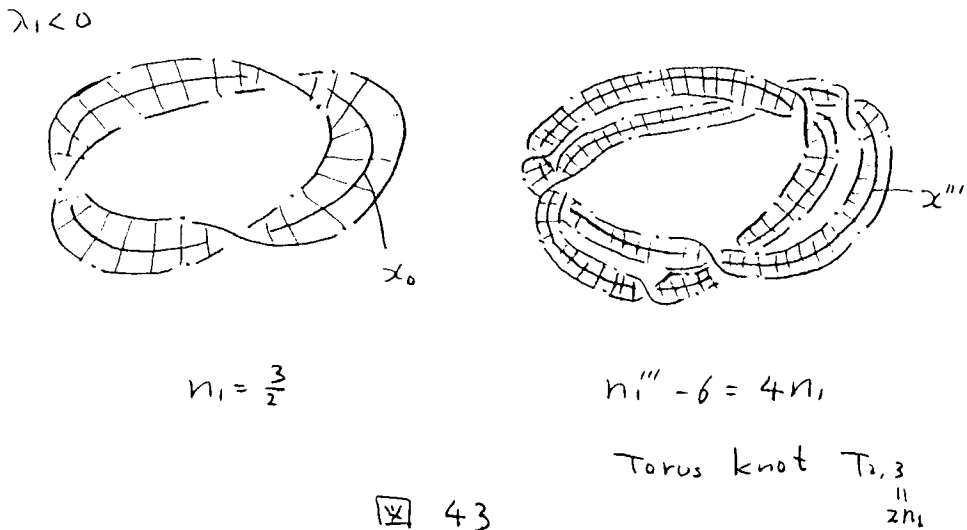 λ₁<0
x₀
x'''
n₁ = 3/2
n₁''' - 6 = 4n₁
Torus knot T₂,₃
"
2n₁
図 43